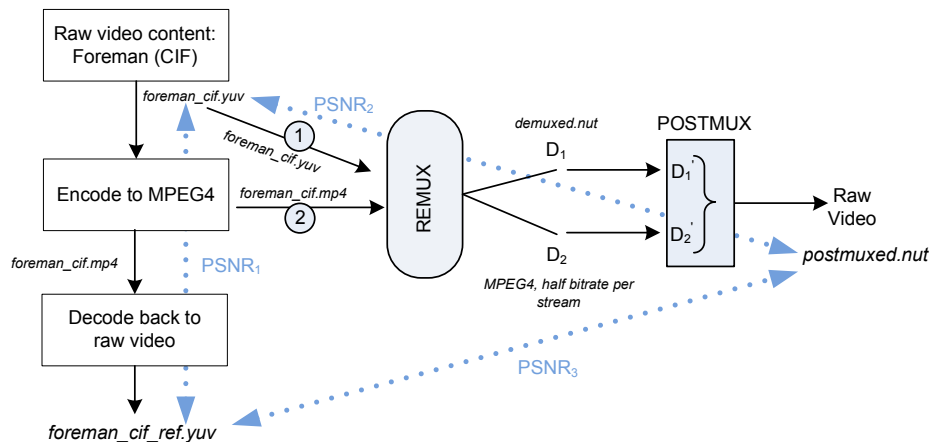 Raw video content:
Foreman (CIF)
foreman_cif.yuv
PSNR2
1
foreman_cif.yuv
demuxed.nut
POSTMUX
D1
D1'
Encode to MPEG4
foreman_cif.mp4
2
REMUX
Raw
Video
D2'
D2
foreman_cif.mp4
PSNR1
postmuxed.nut
MPEG4, half bitrate per
stream
Decode back to
raw video
PSNR3
foreman_cif_ref.yuv